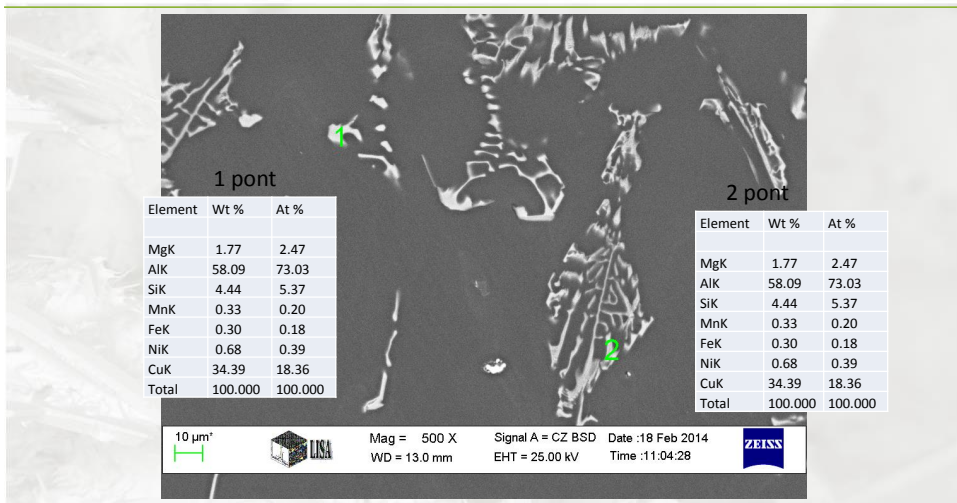 1
2
1 pont
Element Wt % At %
MgK 1.77 2.47
AlK 58.09 73.03
SiK 4.44 5.37
MnK 0.33 0.20
FeK 0.30 0.18
NiK 0.68 0.39
CuK 34.39 18.36
Total 100.000 100.000
2 pont
Element Wt % At %
MgK 1.77 2.47
AlK 58.09 73.03
SiK 4.44 5.37
MnK 0.33 0.20
FeK 0.30 0.18
NiK 0.68 0.39
CuK 34.39 18.36
Total 100.000 100.000
10 µm*
LISA
Mag = 500 X Signal A = CZ BSD Date :18 Feb 2014
WD = 13.0 mm EHT = 25.00 kV Time :11:04:28
ZEISS